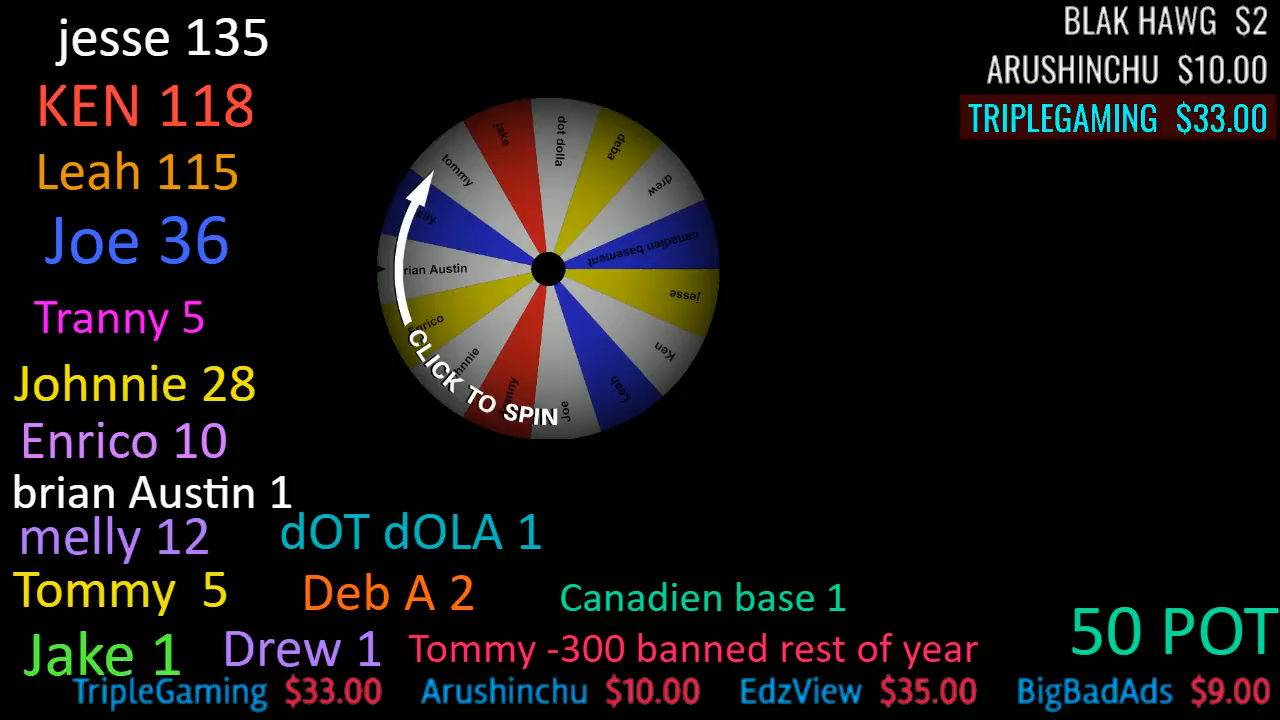 jesse 135
KEN 118
Leah 115
Joe 36
Tranny 5
Johnnie 28
Enrico 10
brian Austin 1
melly 12
dOT dOLA 1
Tommy 5
Deb A 2
Canadien base 1
Jake 1
Drew 1
Tommy -300 banned rest of year
50 POT
BLAK HAWG $2
ARUSHINCHU $10.00
TRIPLEGAMING $33.00
jake
dot dolla
deba
drew
canadien basement
jesse
Ken
Leah
Joe
Enrico
Austin
tommy
CLICK TO SPIN
TripleGaming $33.00
Arushinchu $10.00
EdzView $35.00
BigBadAds $9.00